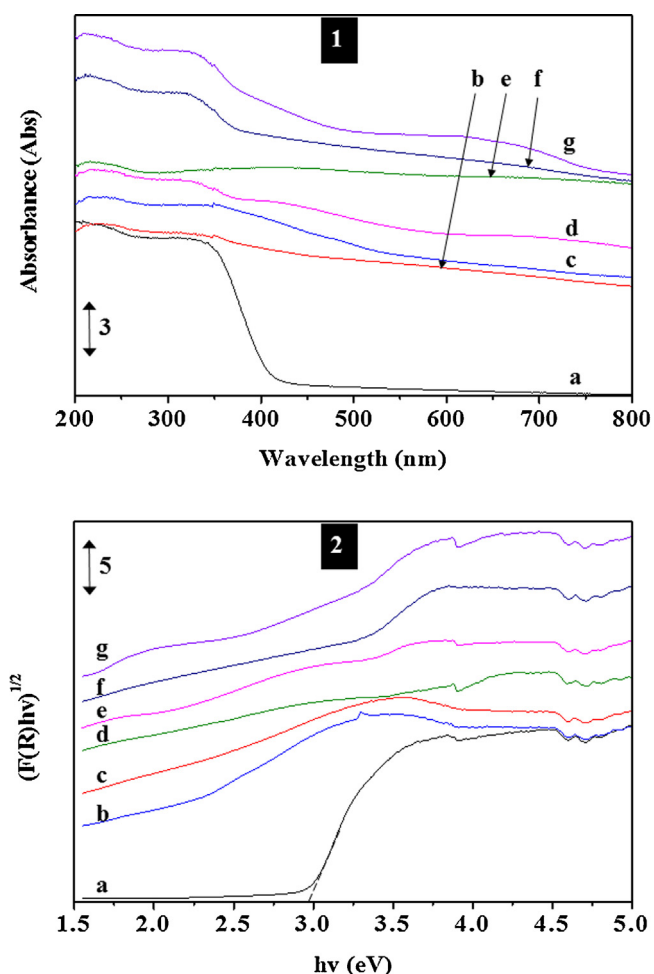 1
b e f
g
d
c
3
a
Absorbance (Abs)
200 300 400 500 600 700 800
Wavelength (nm)
2
5
g
f
e
d
c
b
a
(F(R)hν)1/2
1.5 2.0 2.5 3.0 3.5 4.0 4.5 5.0
hν (eV)